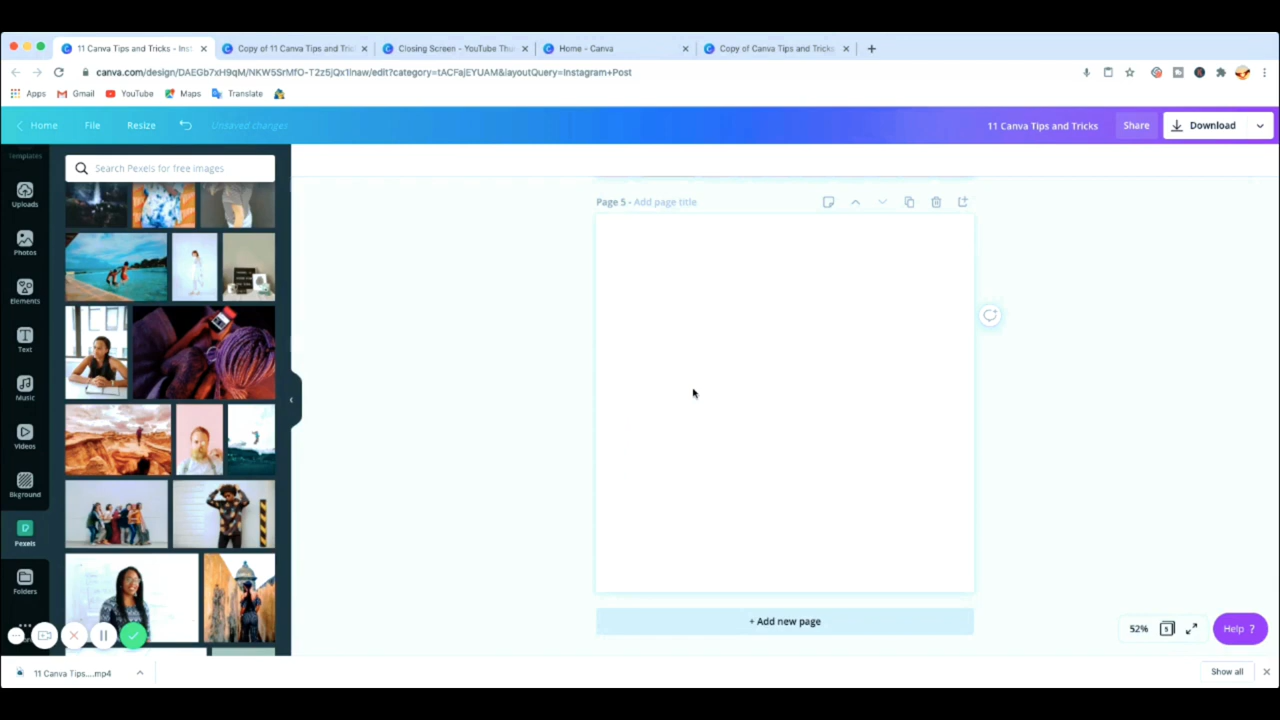 11 Canva Tips and Tricks - Inst
Copy of 11 Canva Tips and Tri
Closing Screen - YouTube Thu
Home - Canva
Copy of Canva Tips and Tricks
canva.com/design/DAEGb7xH9qM/NKW5SrMfO-T2z5jQx1lnaw/edit?category=tACFajEYUAM&layoutQuery=Instagram+Post
Apps
Gmail
YouTube
Maps
Translate
Home
File
Resize
Unsaved changes
11 Canva Tips and Tricks
Share
Download
Templates
Search Pexels for free images
Uploads
Photos
Elements
Text
Music
Videos
Bkground
Pexels
Folders
Page 5 - Add page title
+ Add new page
52%
5
Help ?
11 Canva Tips....mp4
Show all